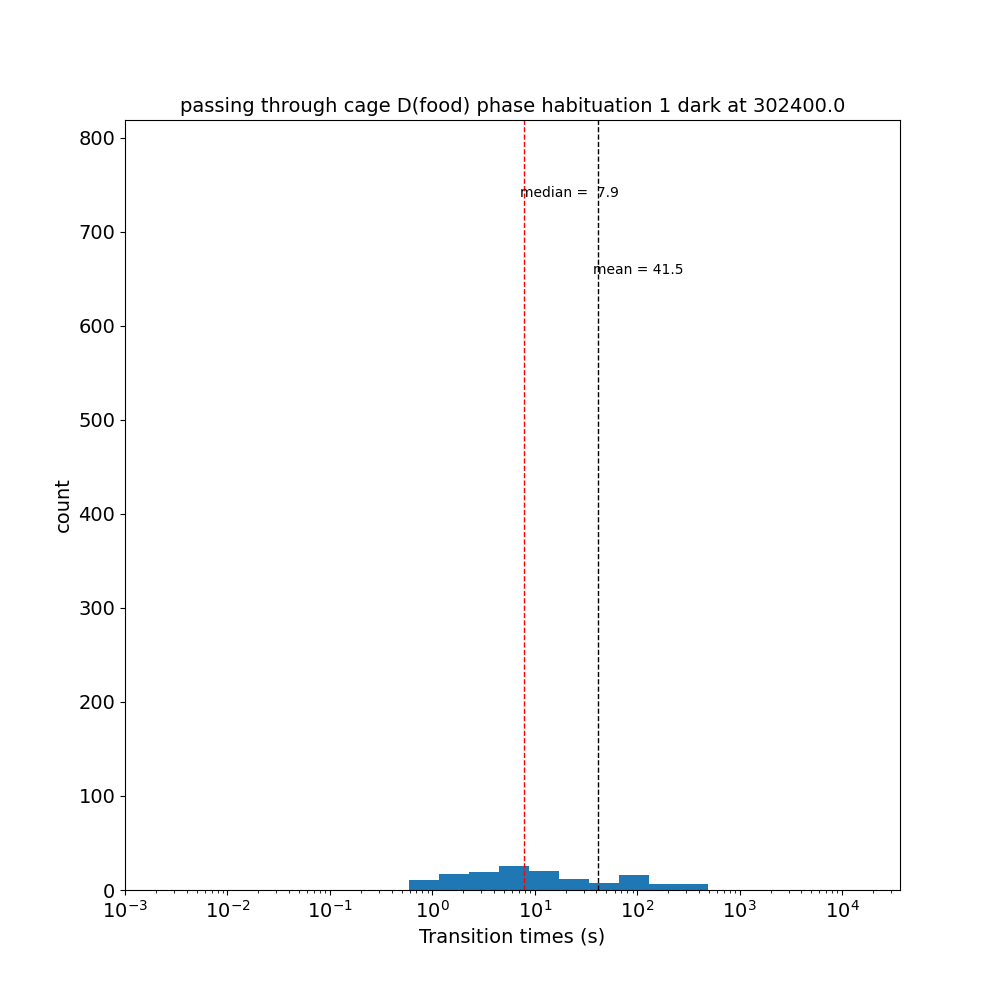 passing through cage D(food) phase habituation 1 dark at 302400.0
800
700
600
500
400
300
200
100
0
count
median =  7.9
mean = 41.5
10⁻³ 10⁻² 10⁻¹ 10⁰ 10¹ 10² 10³ 10⁴
Transition times (s)